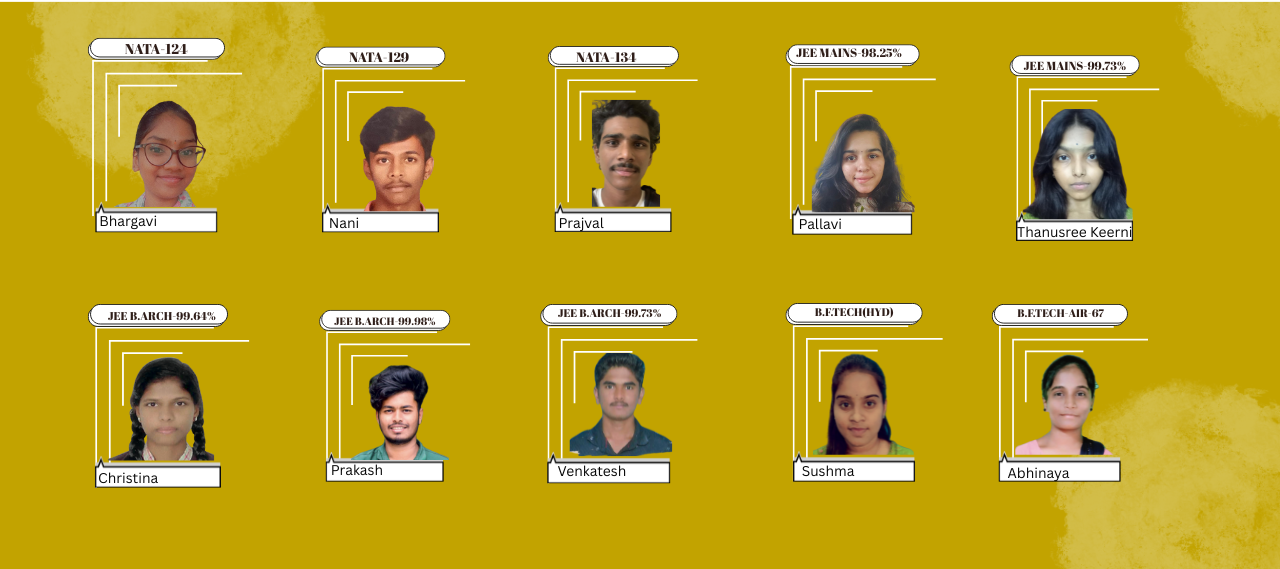 NATA-124
NATA-129
NATA-134
JEE MAINS-98.25%
JEE MAINS-99.73%
Bhargavi
Nani
Prajval
Pallavi
Thanusree Keerni
JEE B.ARCH-99.64%
JEE B.ARCH-99.98%
JEE B.ARCH-99.73%
B.F.TECH(HYD)
B.F.TECH-AIR-67
Christina
Prakash
Venkatesh
Sushma
Abhinaya